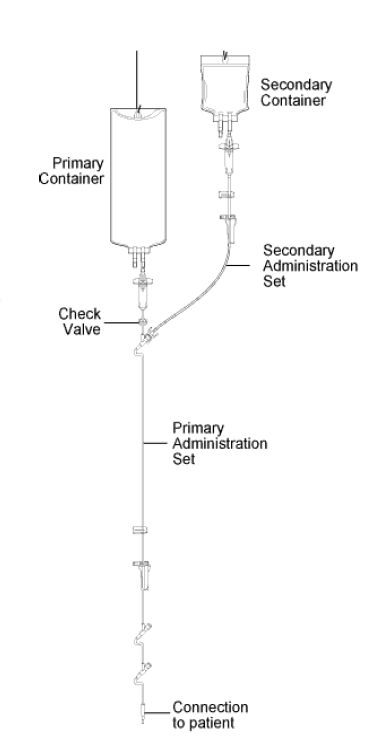 Secondary
Container
Primary
Container
Secondary
Administration
Set
Check
Valve
Primary
Administration
Set
Connection
to patient